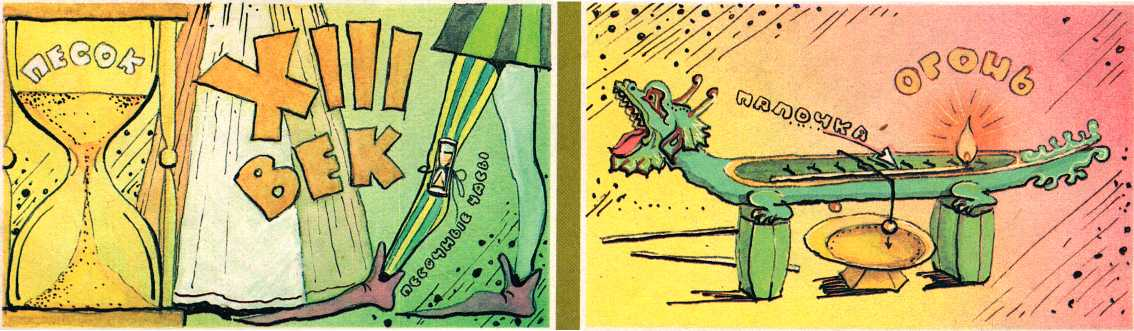 ПЕСОК
XIII
ВЕК
ПЕСОЧНЫЕ ЧАСЫ
ОГОНЬ
ПАЛОЧКА